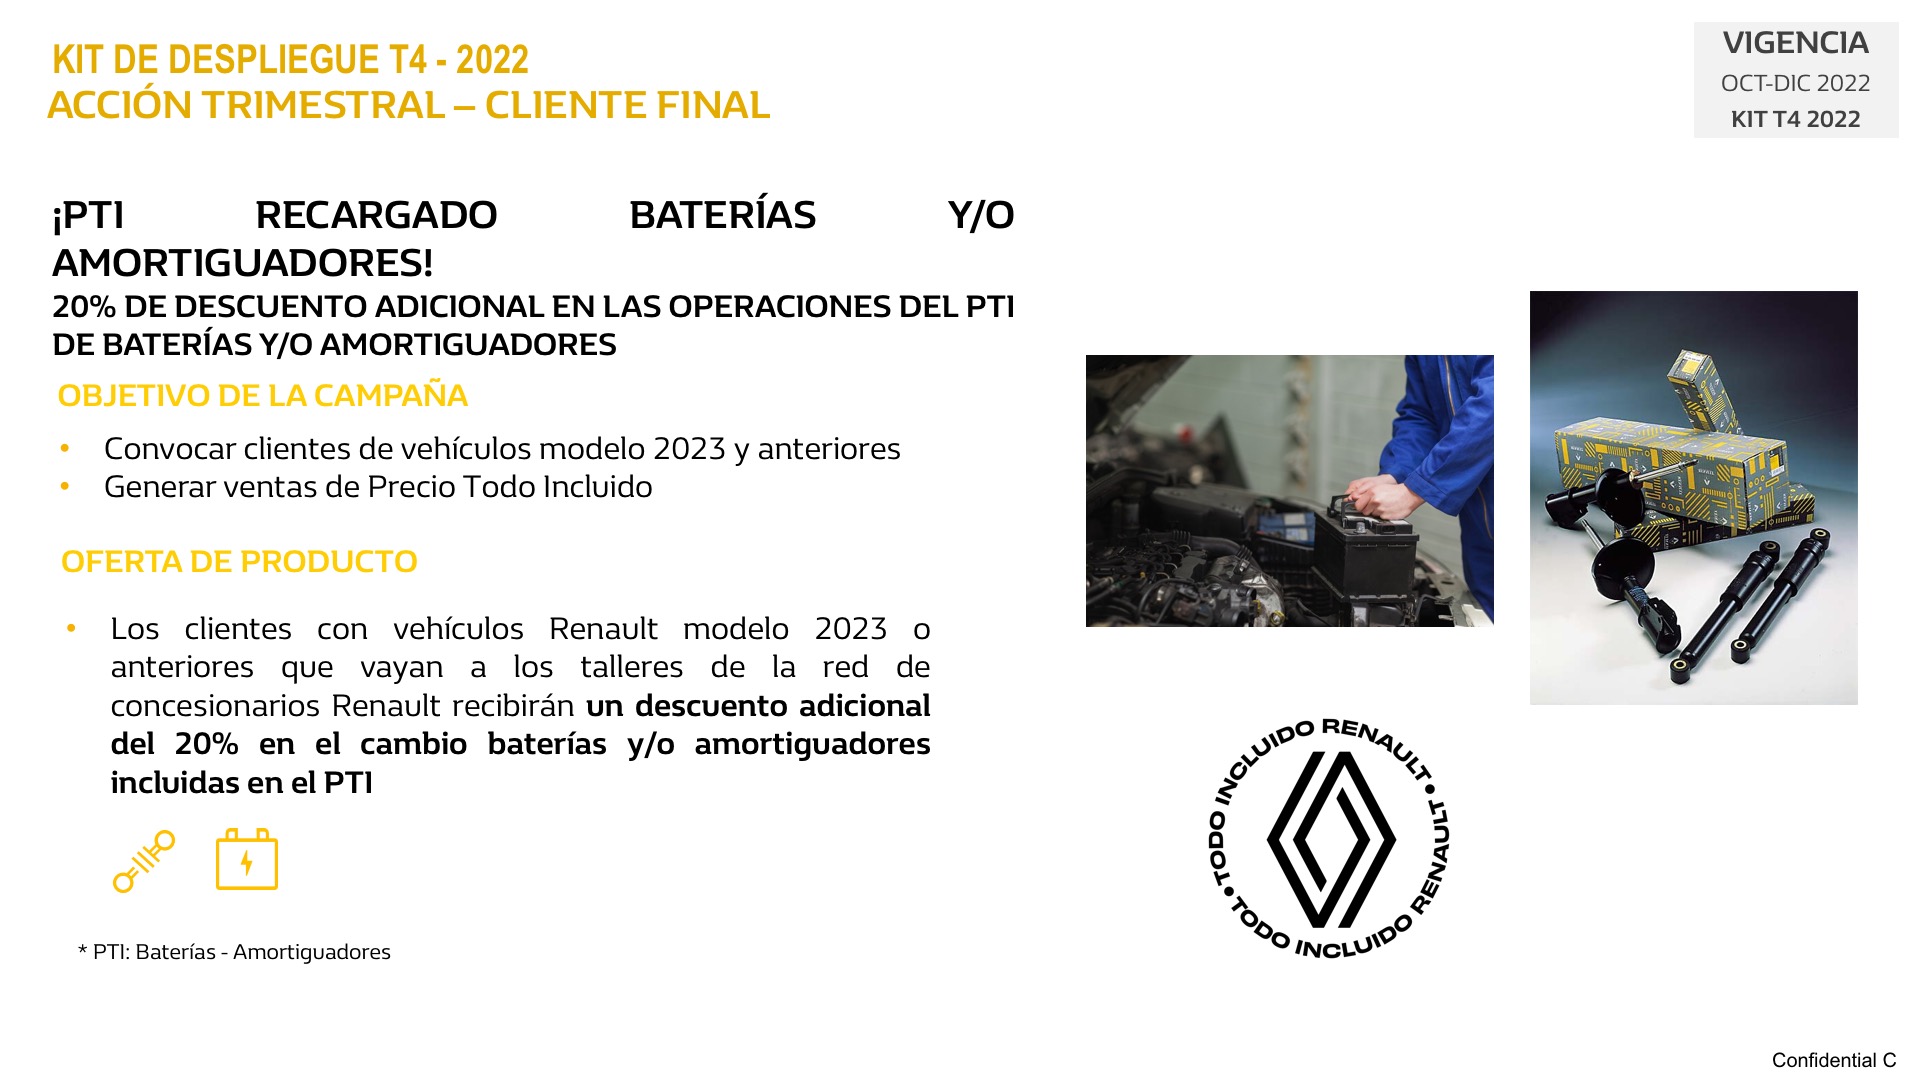 KIT DE DESPLIEGUE T4 - 2022
ACCIÓN TRIMESTRAL – CLIENTE FINAL
VIGENCIA
OCT-DIC 2022
KIT T4 2022
¡PTI RECARGADO BATERÍAS Y/O
AMORTIGUADORES!
20% DE DESCUENTO ADICIONAL EN LAS OPERACIONES DEL PTI
DE BATERÍAS Y/O AMORTIGUADORES
OBJETIVO DE LA CAMPAÑA
• Convocar clientes de vehículos modelo 2023 y anteriores
• Generar ventas de Precio Todo Incluido
OFERTA DE PRODUCTO
• Los clientes con vehículos Renault modelo 2023 o
anteriores que vayan a los talleres de la red de
concesionarios Renault recibirán un descuento adicional
del 20% en el cambio baterías y/o amortiguadores
incluidas en el PTI
* PTI: Baterías - Amortiguadores
• TODO INCLUIDO RENAULT
• TODO INCLUIDO RENAULT
Confidential C